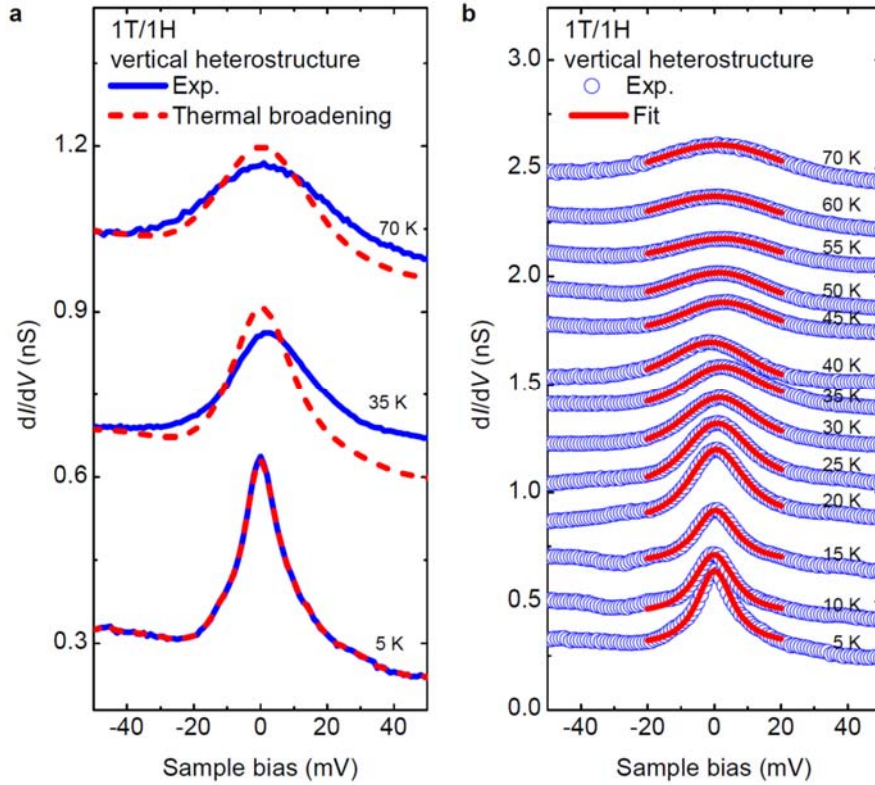 a
1T/1H
vertical heterostructure
Exp.
Thermal broadening
1.2
0.9
0.6
0.3
dI/dV (nS)
70 K
35 K
5 K
-40 -20 0 20 40
Sample bias (mV)
b
1T/1H
vertical heterostructure
Exp.
Fit
3.0
2.5
2.0
1.5
1.0
0.5
0.0
dI/dV (nS)
70 K
60 K
55 K
50 K
45 K
40 K
35 K
30 K
25 K
20 K
15 K
10 K
5 K
-40 -20 0 20 40
Sample bias (mV)